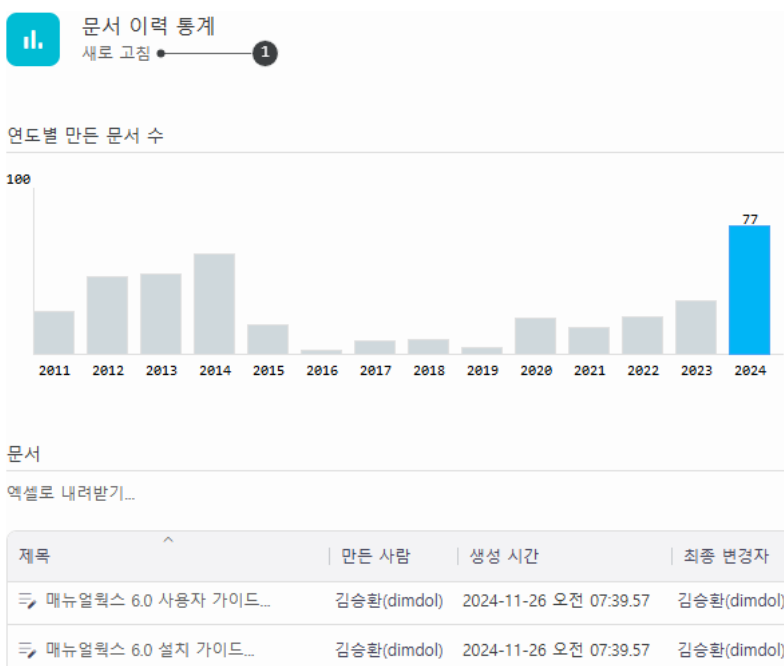 문서 이력 통계
새로 고침 1
연도별 만든 문서 수
100
77
2011 2012 2013 2014 2015 2016 2017 2018 2019 2020 2021 2022 2023 2024
문서
엑셀로 내려받기...
제목 만든 사람 생성 시간 최종 변경자
매뉴얼웍스 6.0 사용자 가이드... 김승환(dimdol) 2024-11-26 오전 07:39.57 김승환(dimdol)
매뉴얼웍스 6.0 설치 가이드... 김승환(dimdol) 2024-11-26 오전 07:39.57 김승환(dimdol)